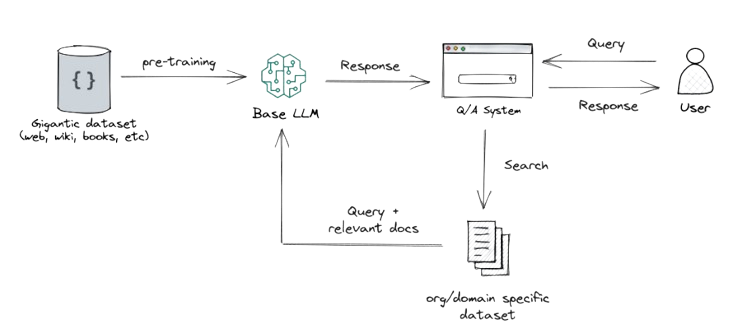 Query
pre-training
Response
{ }
Base LLM
Q/A System
Response
User
Gigantic dataset
(web, wiki, books, etc)
Search
Query +
relevant docs
org/domain specific
dataset